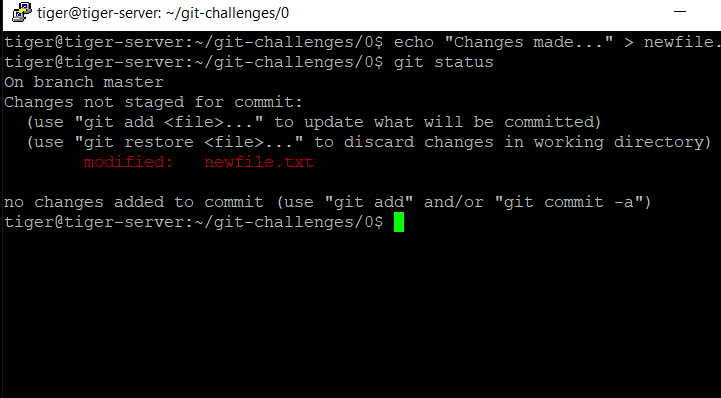 tiger@tiger-server: ~/git-challenges/0
tiger@tiger-server:~/git-challenges/0$ echo "Changes made..." > newfile.
tiger@tiger-server:~/git-challenges/0$ git status
On branch master
Changes not staged for commit:
  (use "git add <file>..." to update what will be committed)
  (use "git restore <file>..." to discard changes in working directory)
        modified:   newfile.txt
no changes added to commit (use "git add" and/or "git commit -a")
tiger@tiger-server:~/git-challenges/0$